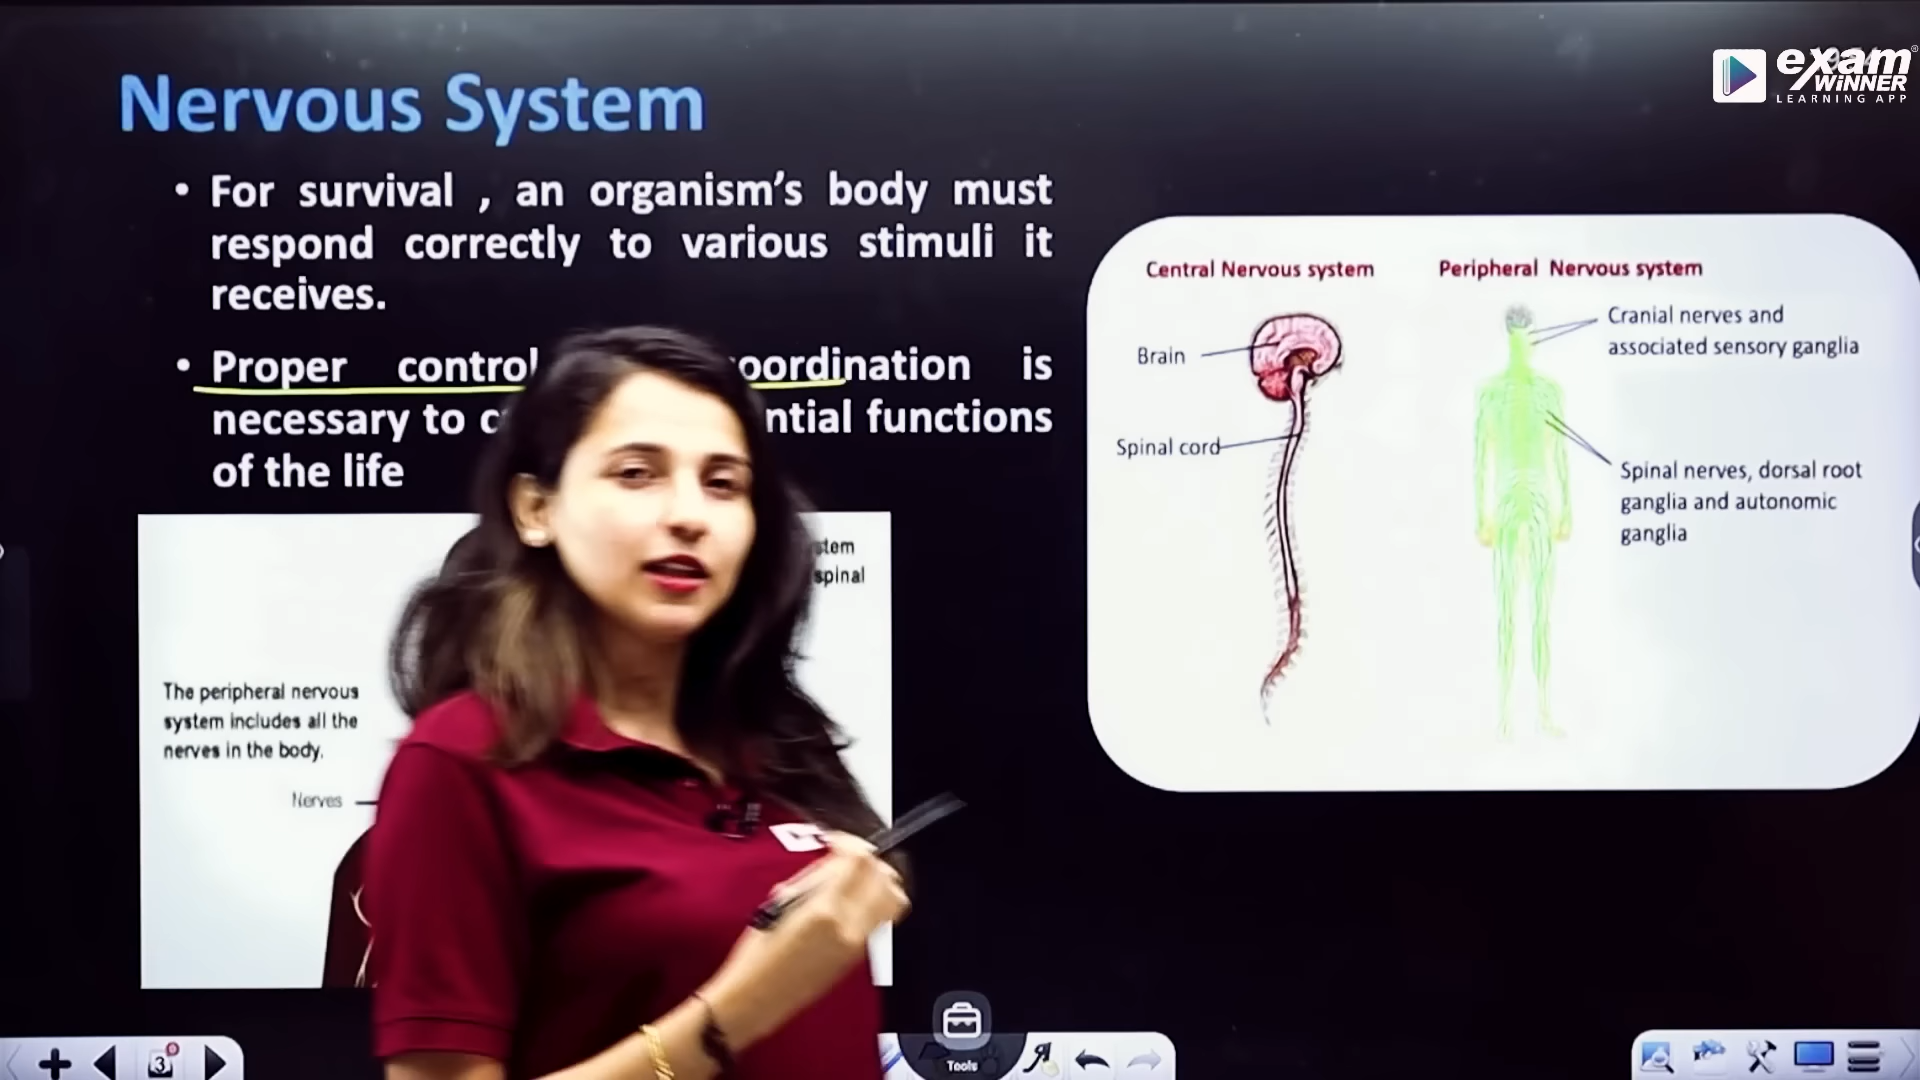 exam
WiNNER
LEARNING APP
Nervous System
• For survival , an organism's body must
respond correctly to various stimuli it
receives.
• Proper control oordination is
necessary to c ntial functions
of the life
stem
spinal
The peripheral nervous
system includes all the
nerves in the body.
Nerves
Central Nervous system
Brain
Spinal cord
Peripheral Nervous system
Cranial nerves and
associated sensory ganglia
Spinal nerves, dorsal root
ganglia and autonomic
ganglia
3
Tools